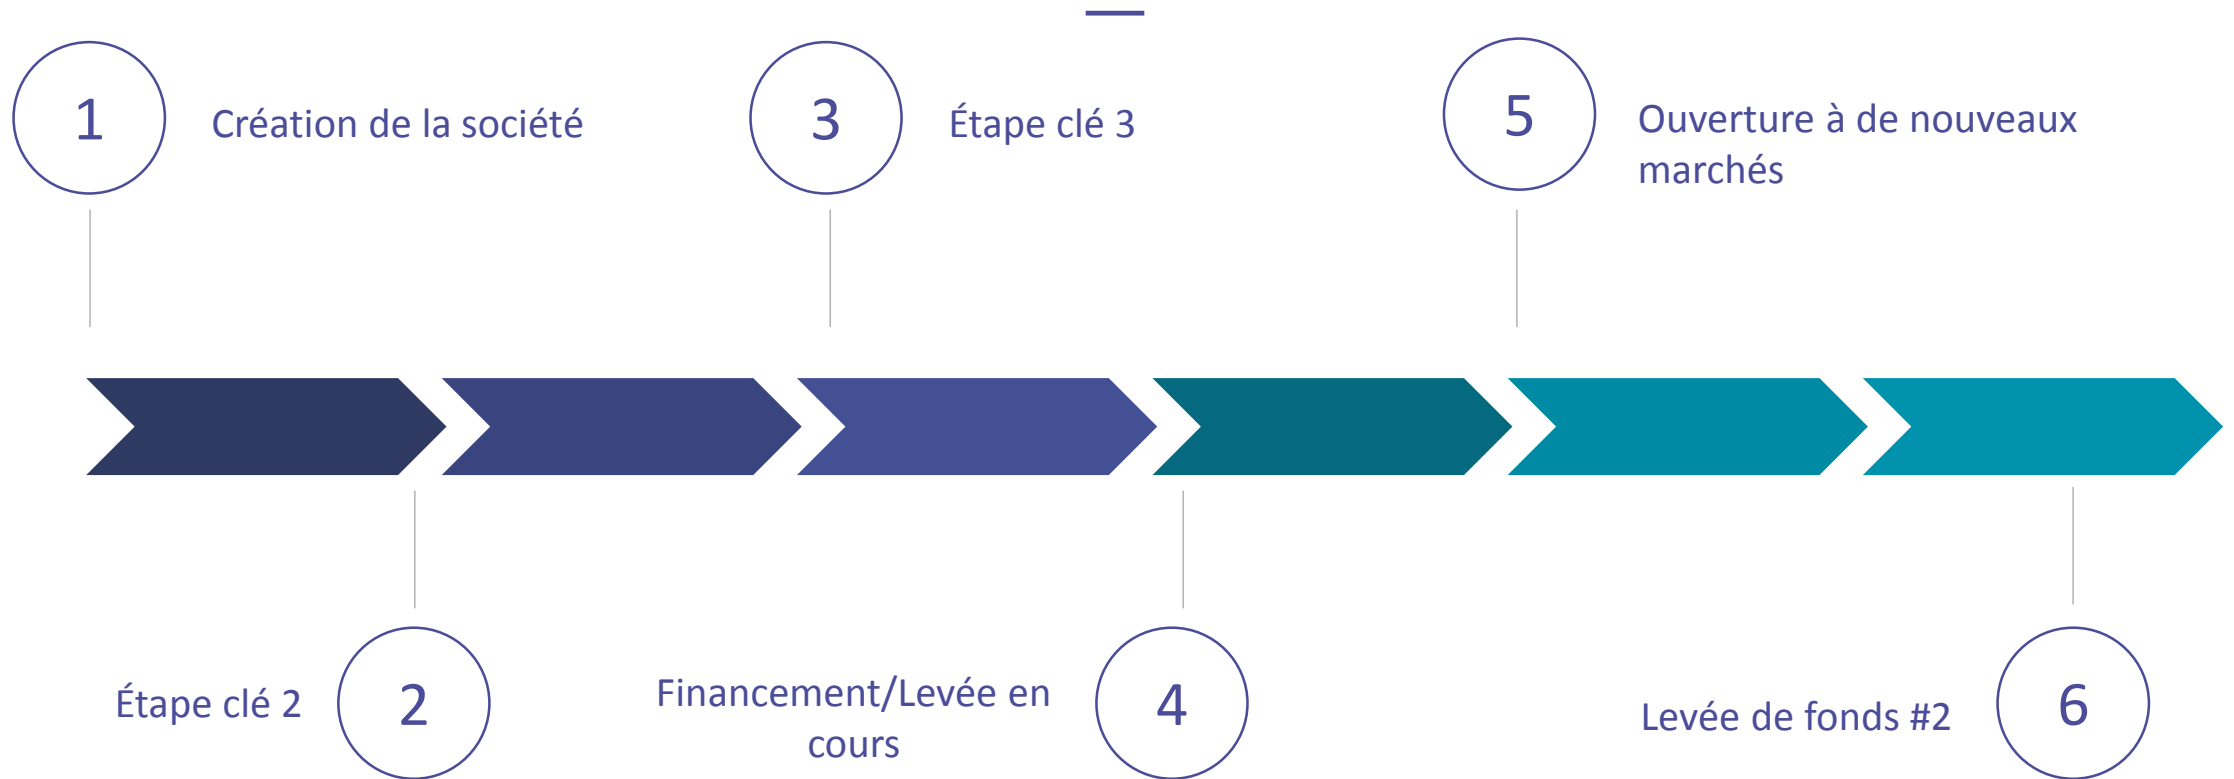 1
Création de la société
3
Étape clé 3
5
Ouverture à de nouveaux
marchés
Étape clé 2
2
Financement/Levée en
cours
4
Levée de fonds #2
6